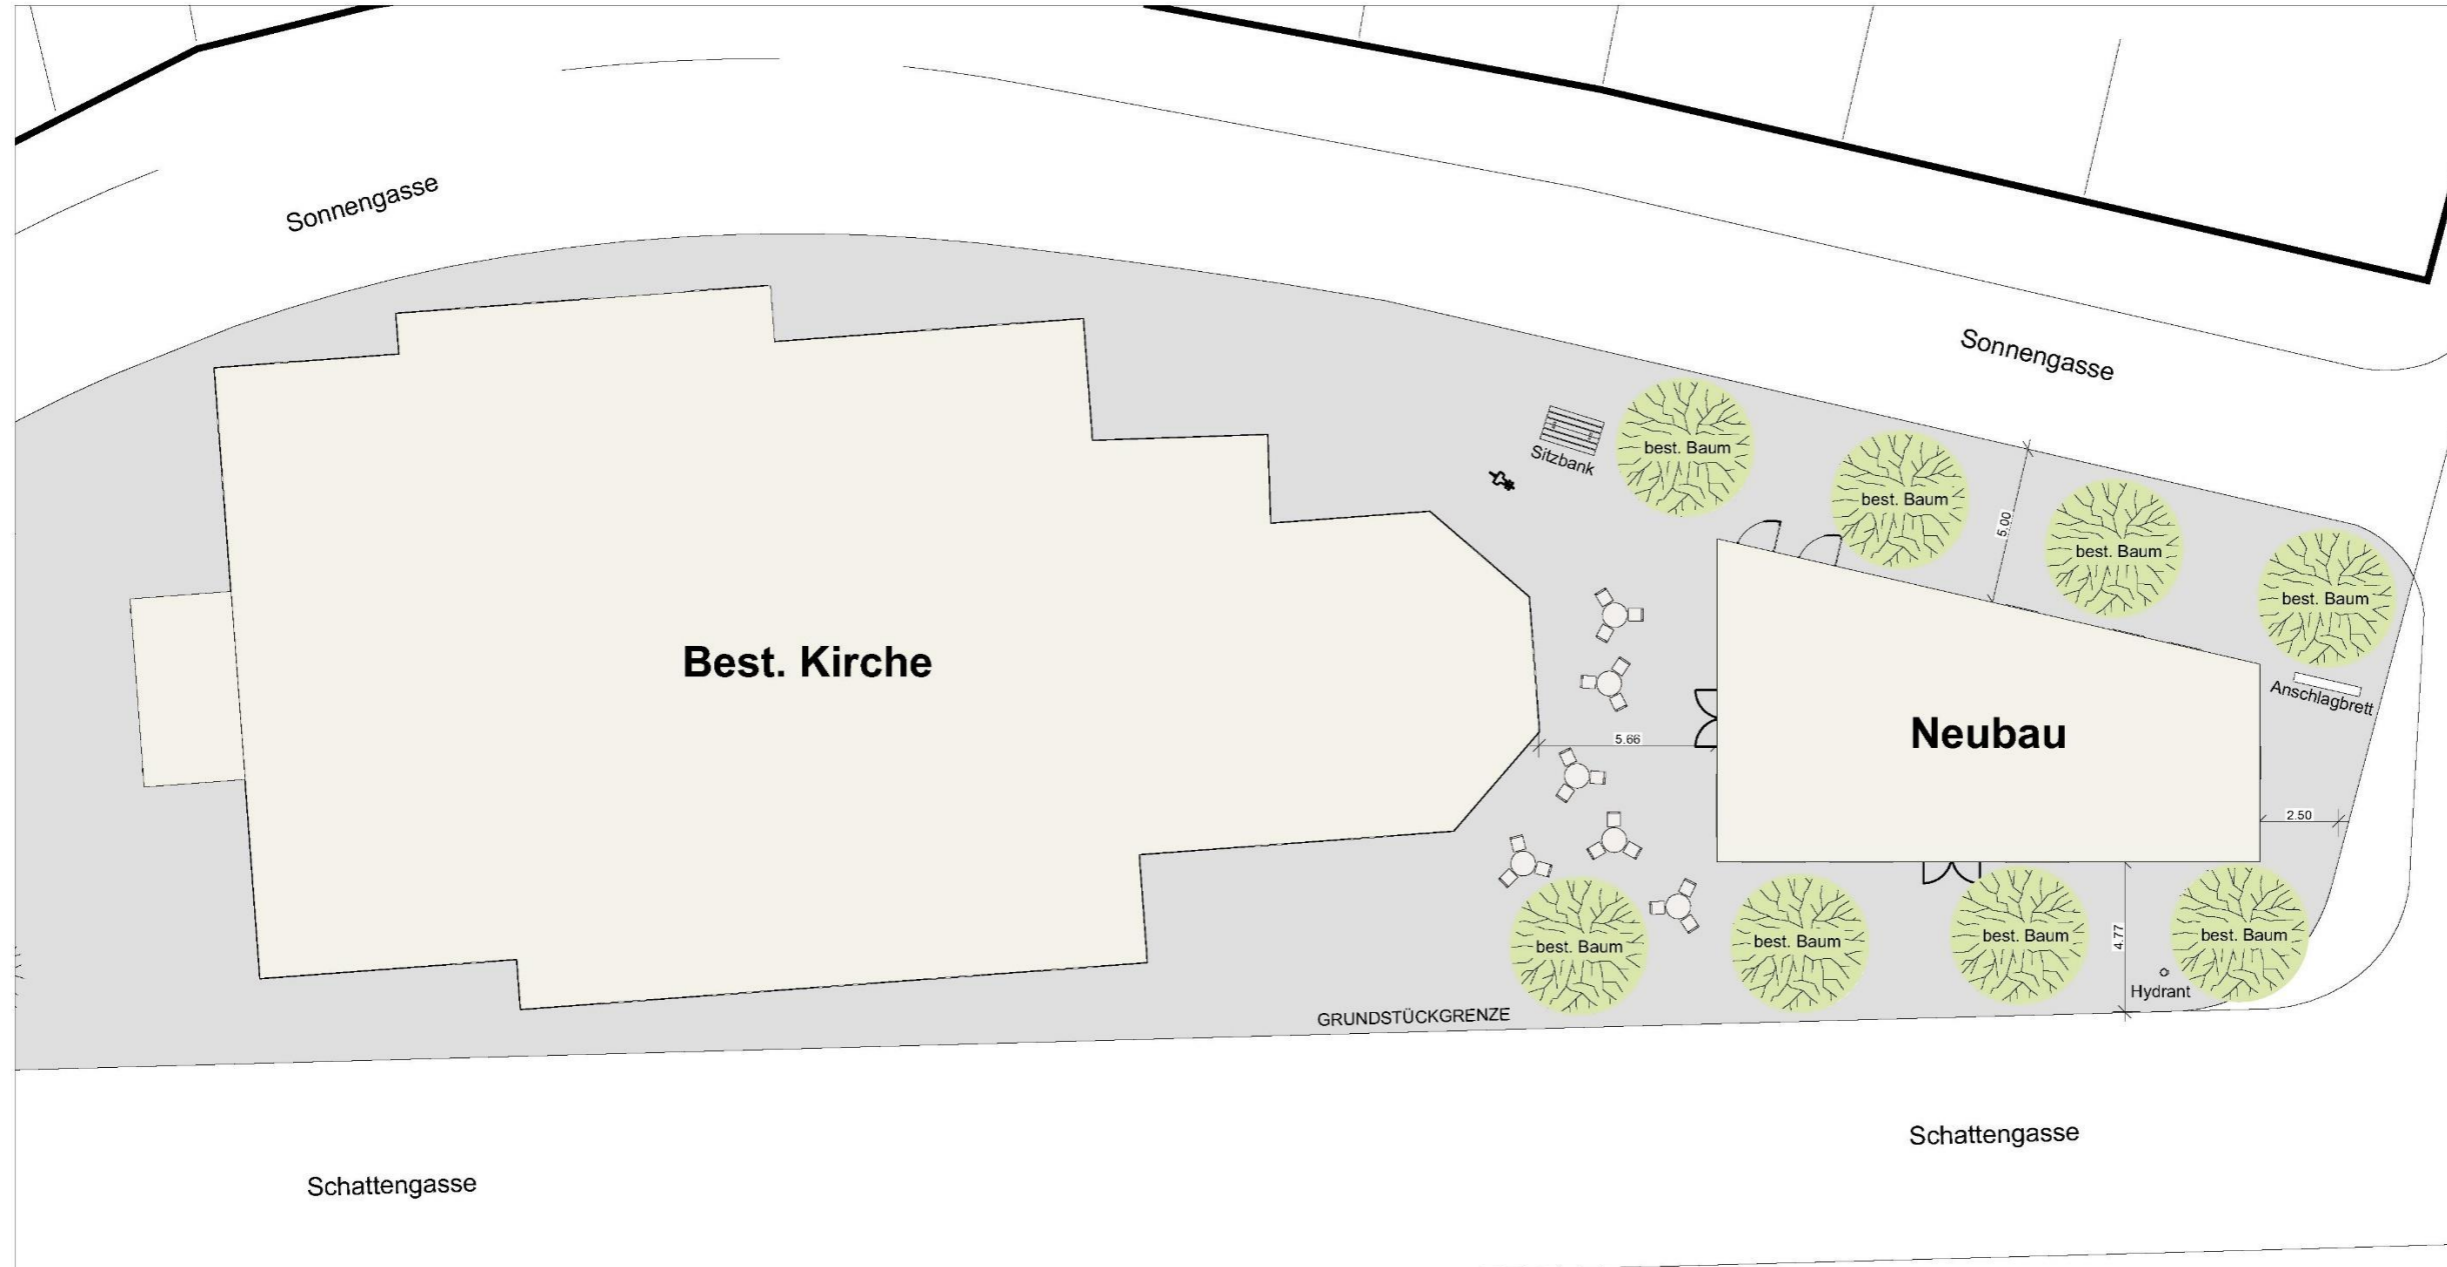 Sonnengasse
Sonnengasse
Sitzbank
best. Baum
best. Baum
5.00
best. Baum
best. Baum
Best. Kirche
Anschlagbrett
5.66
Neubau
2.50
best. Baum
best. Baum
best. Baum
4.77
best. Baum
Hydrant
GRUNDSTÜCKGRENZE
Schattengasse
Schattengasse